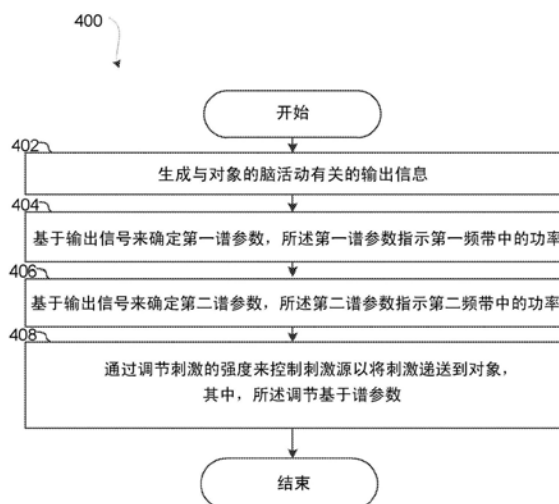 400
开始
402
生成与对象的脑活动有关的输出信息
404
基于输出信号来确定第一谱参数，所述第一谱参数指示第一频带中的功率
406
基于输出信号来确定第二谱参数，所述第二谱参数指示第二频带中的功率
408
通过调节刺激的强度来控制刺激源以将刺激递送到对象，
其中，所述调节基于谱参数
结束